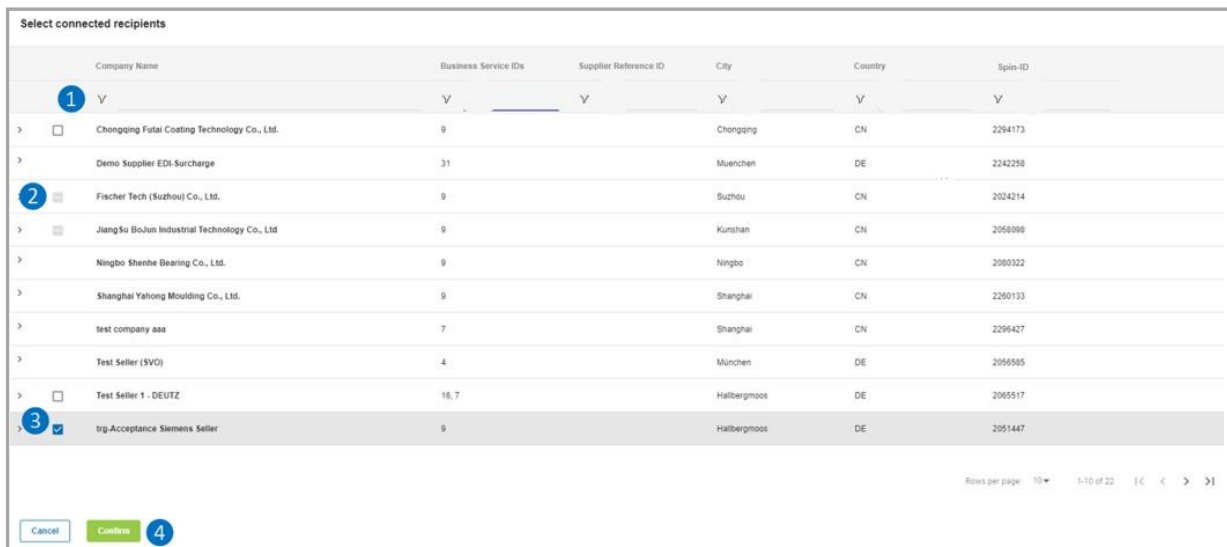 Select connected recipients
Company Name Business Service IDs Supplier Reference ID City Country Spin-ID
1
Chongqing Futai Coating Technology Co., Ltd. 9 Chongqing CN 2294173
Demo Supplier EDI-Surcharge 31 Muenchen DE 2242258
2 Fischer Tech (Suzhou) Co., Ltd. 9 Suzhou CN 2024214
JiangSu BoJun Industrial Technology Co., Ltd 9 Kunshan CN 2058098
Ningbo Shenhe Bearing Co., Ltd. 9 Ningbo CN 2080322
Shanghai Yahong Moulding Co., Ltd. 9 Shanghai CN 2260133
test company aaa 7 Shanghai CN 2296427
Test Seller (SVO) 4 München DE 2056585
Test Seller 1 - DEUTZ 16, 7 Hallbergmoos DE 2065517
3 trg-Acceptance Siemens Seller 9 Hallbergmoos DE 2051447
Rows per page: 10 1-10 of 22
Cancel Confirm 4